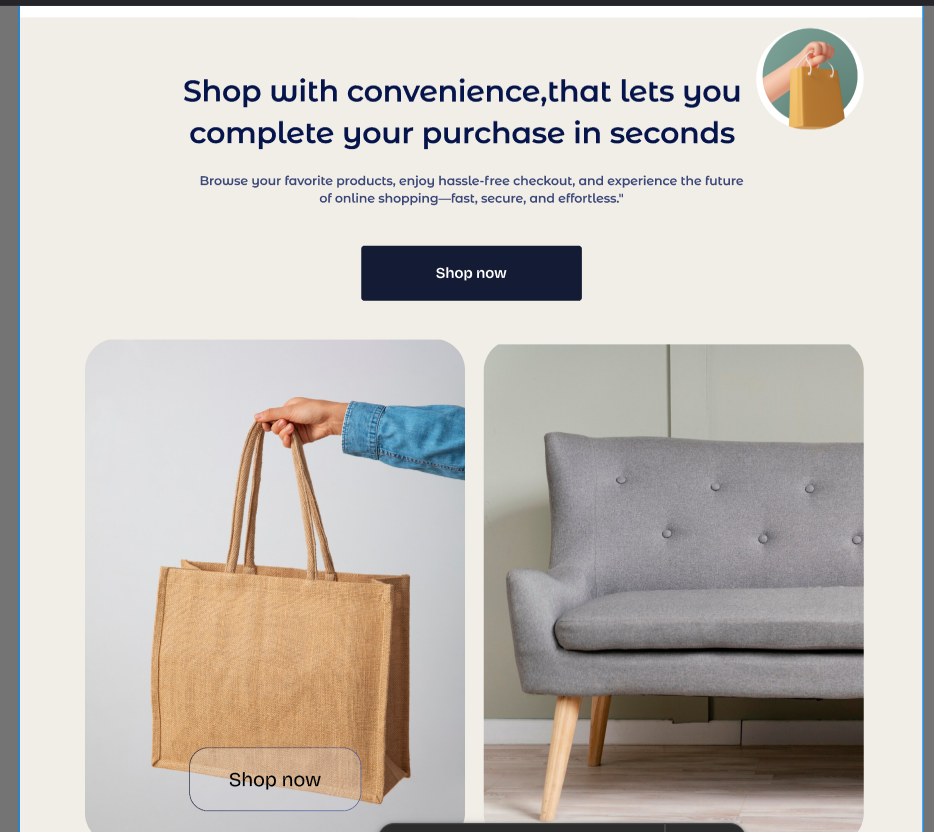 Shop with convenience,that lets you
complete your purchase in seconds
Browse your favorite products, enjoy hassle-free checkout, and experience the future
of online shopping—fast, secure, and effortless."
Shop now
Shop now